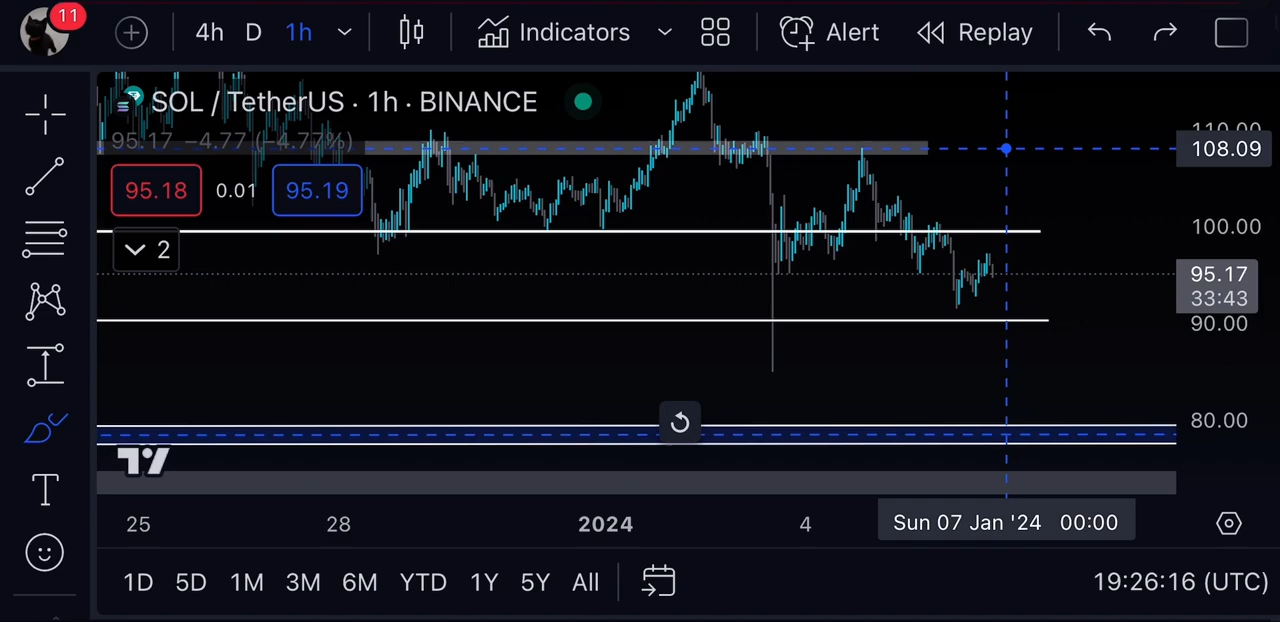 11
4h D 1h Indicators Alert Replay
SOL / TetherUS · 1h · BINANCE
95.17 −4.77 (−4.77%)
110.00
108.09
95.18 0.01 95.19
100.00
2
95.17
33:43
90.00
80.00
25 28 2024 4 Sun 07 Jan '24 00:00
1D 5D 1M 3M 6M YTD 1Y 5Y All 19:26:16 (UTC)